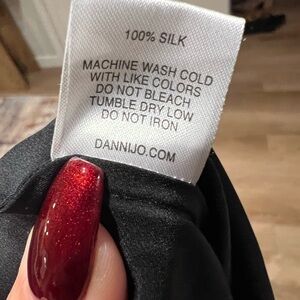 100% SILK
MACHINE WASH COLD
WITH LIKE COLORS
DO NOT BLEACH
TUMBLE DRY LOW
DO NOT IRON
DANNIJO.COM